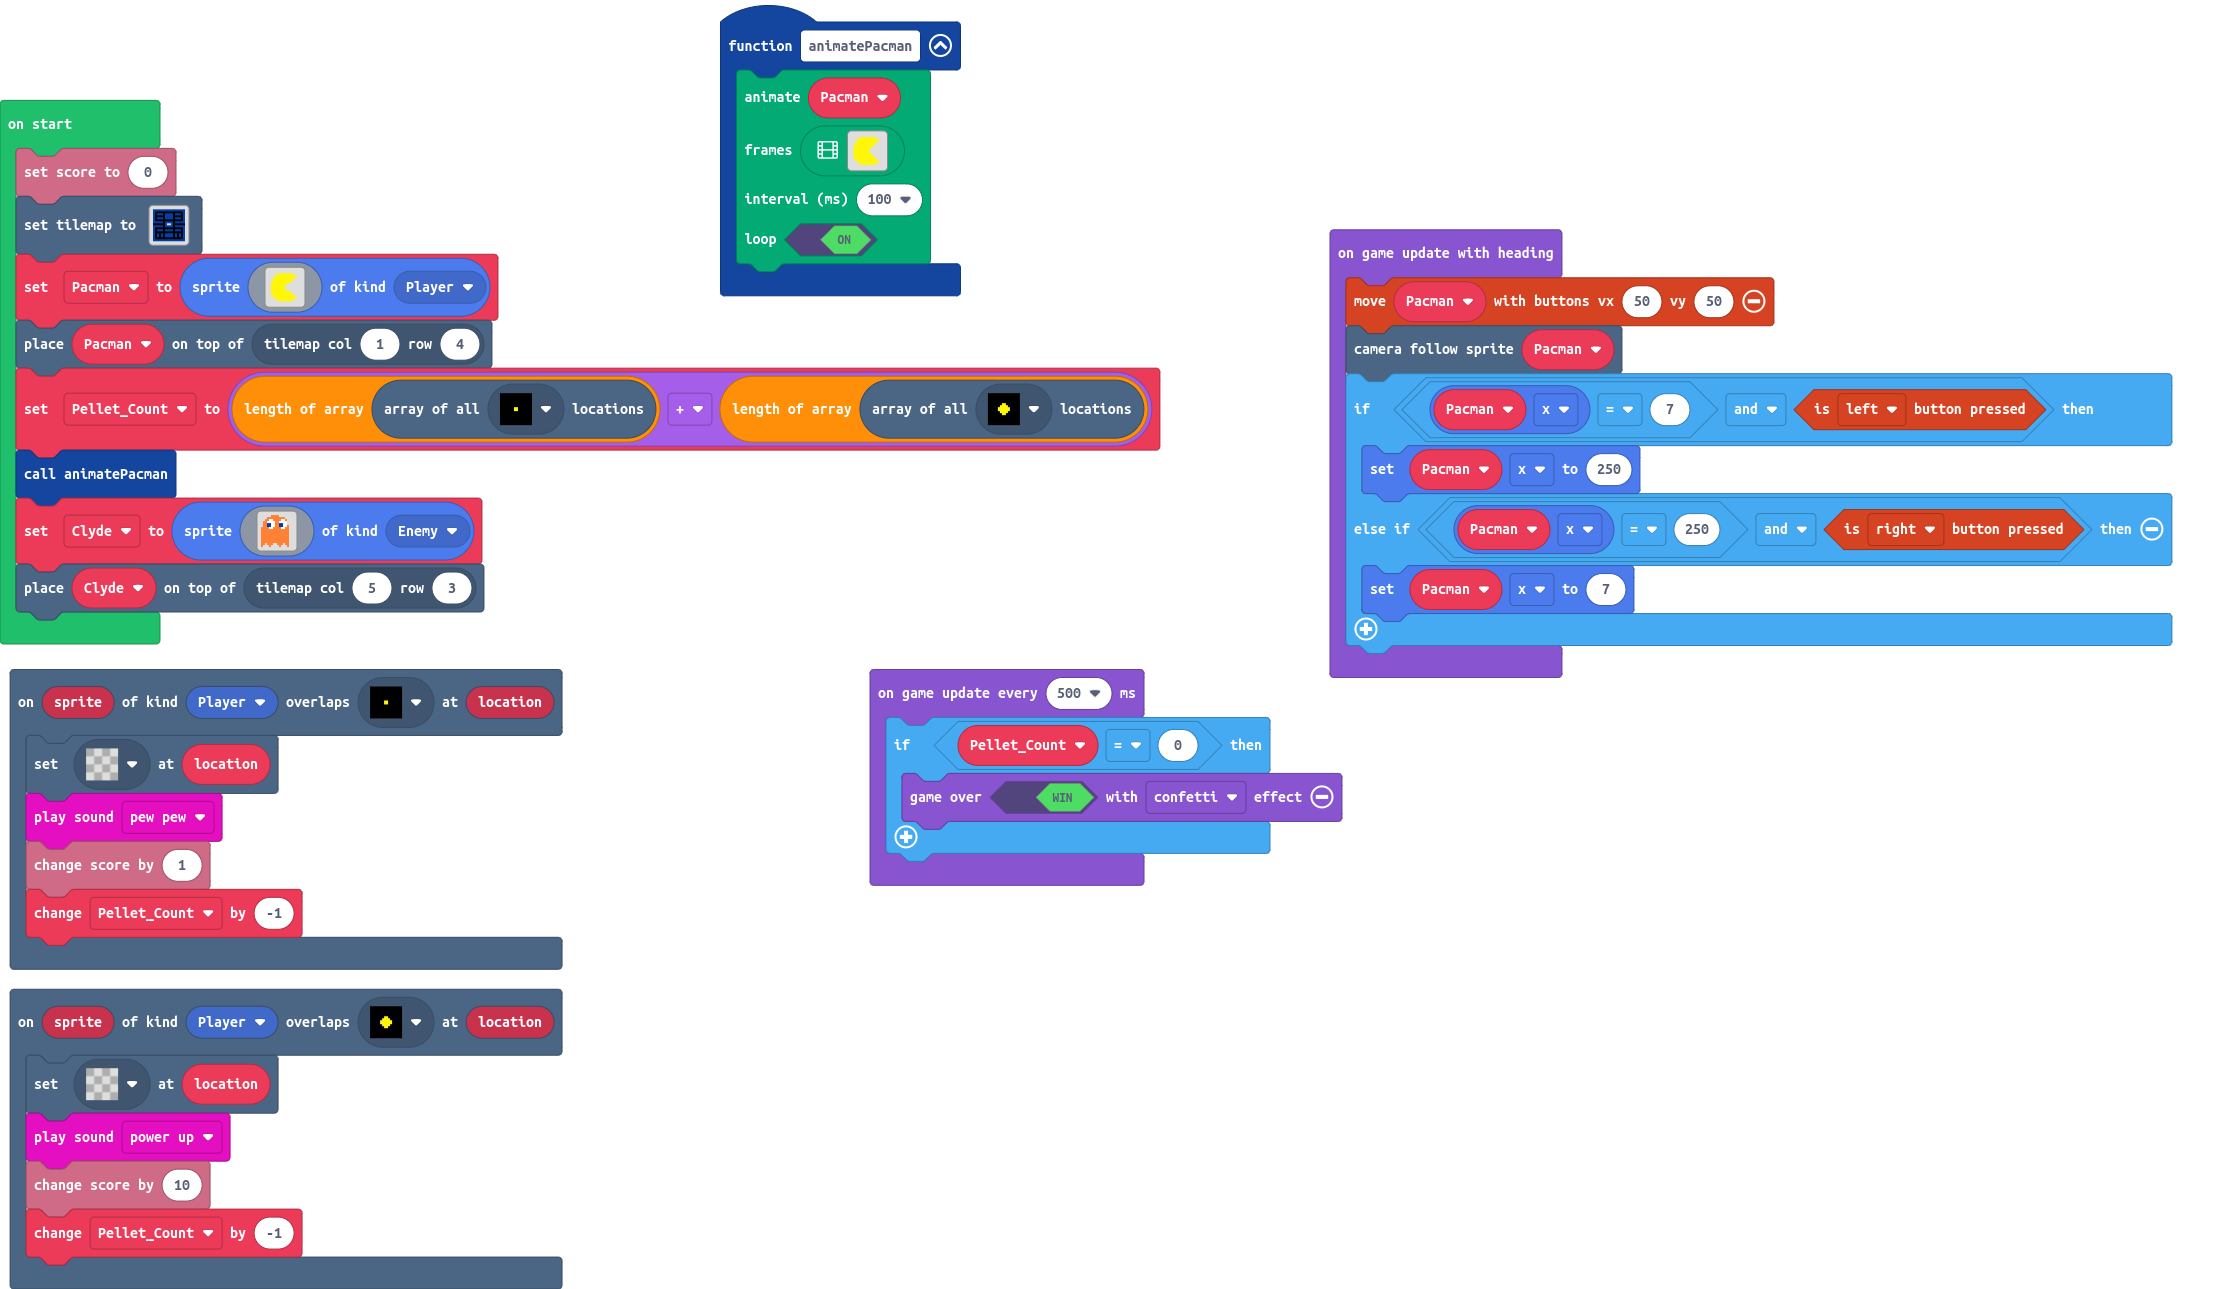 function animatePacman
animate Pacman
frames
interval (ms) 100
loop ON
on start
set score to 0
set tilemap to
set Pacman to sprite of kind Player
place Pacman on top of tilemap col 1 row 4
set Pellet_Count to length of array array of all locations + length of array array of all locations
call animatePacman
set Clyde to sprite of kind Enemy
place Clyde on top of tilemap col 5 row 3
on game update with heading
move Pacman with buttons vx 50 vy 50
camera follow sprite Pacman
if Pacman x = 7 and is left button pressed then
set Pacman x to 250
else if Pacman x = 250 and is right button pressed then
set Pacman x to 7
on sprite of kind Player overlaps at location
set at location
play sound pew pew
change score by 1
change Pellet_Count by -1
on game update every 500 ms
if Pellet_Count = 0 then
game over WIN with confetti effect
on sprite of kind Player overlaps at location
set at location
play sound power up
change score by 10
change Pellet_Count by -1